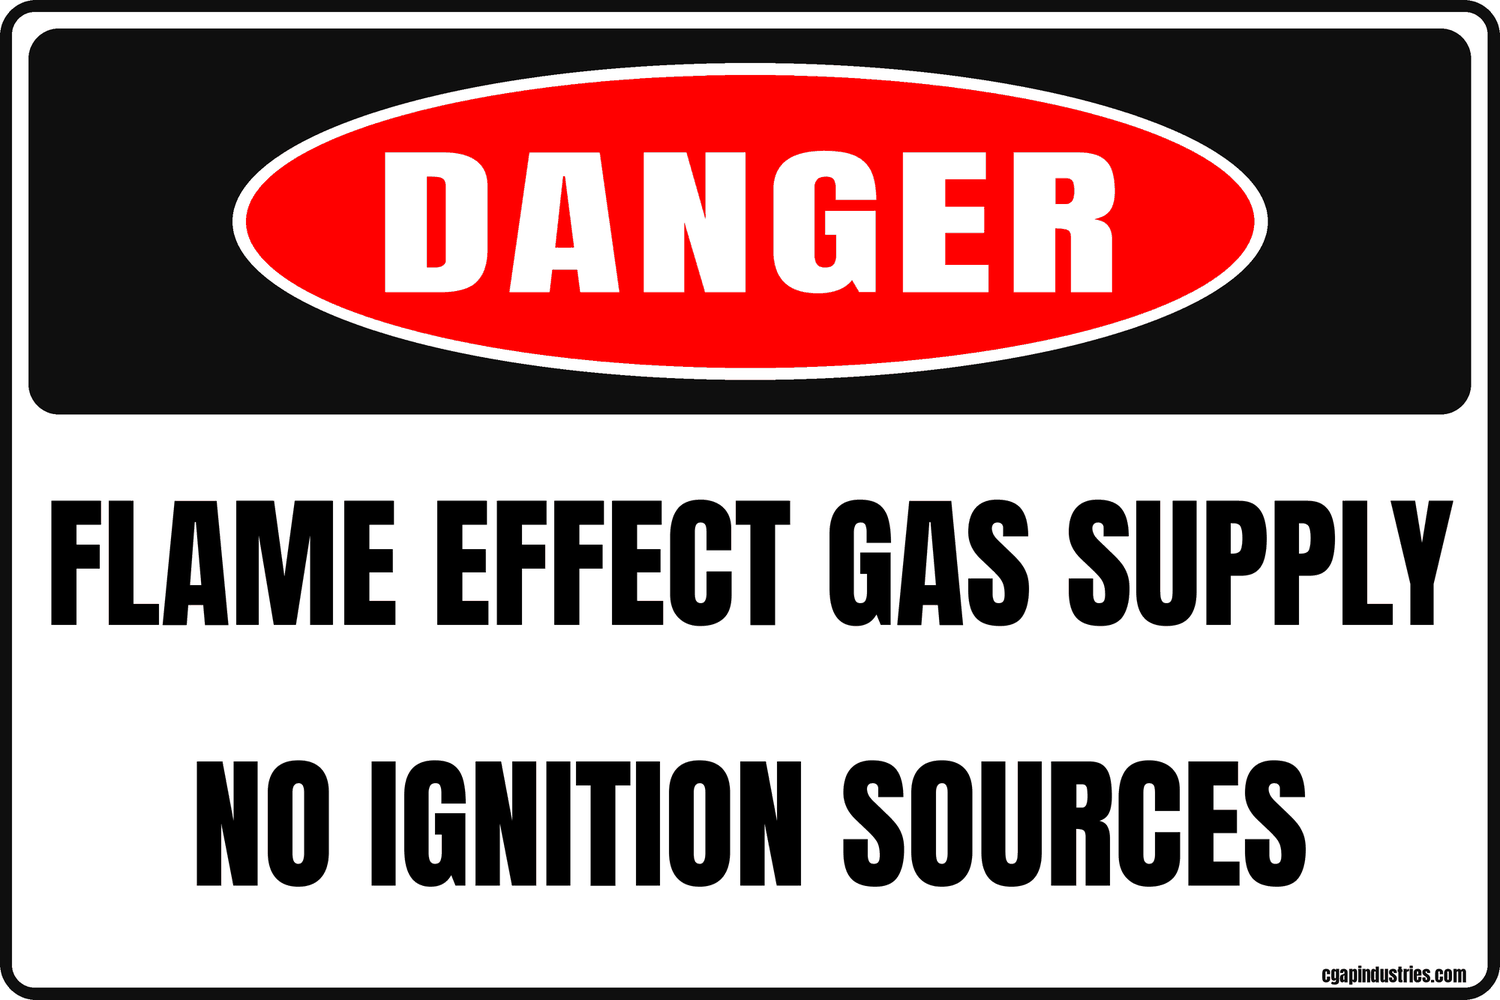 DANGER
FLAME EFFECT GAS SUPPLY
NO IGNITION SOURCES
cgapindustries.com